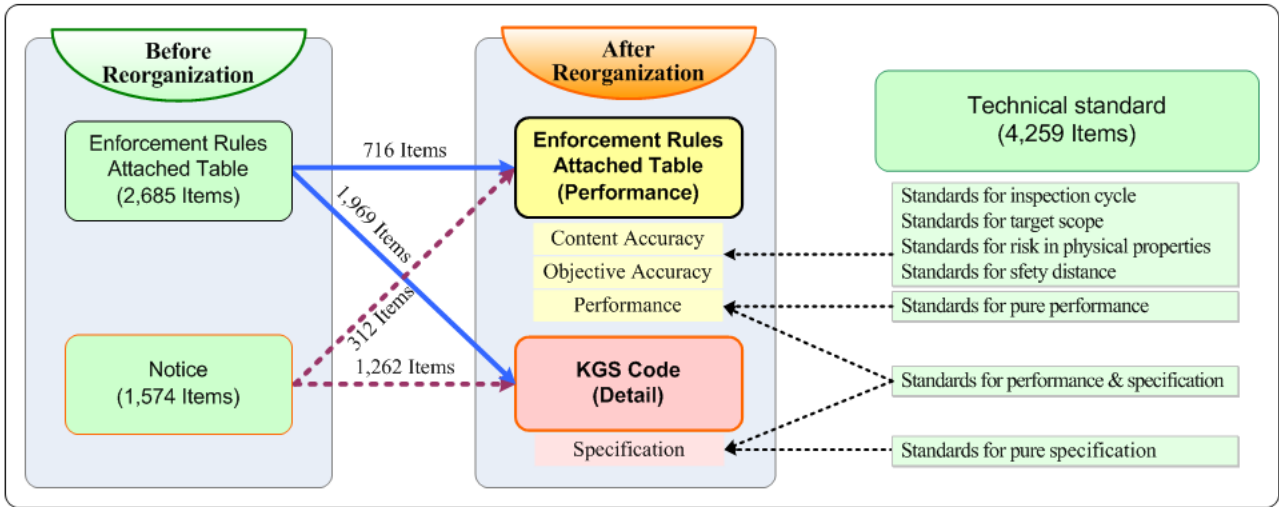 Before
Reorganization
Enforcement Rules
Attached Table
(2,685 Items)
Notice
(1,574 Items)
716 Items
1,969 Items
312 Items
1,262 Items
After
Reorganization
Enforcement Rules
Attached Table
(Performance)
Content Accuracy
Objective Accuracy
Performance
KGS Code
(Detail)
Specification
Technical standard
(4,259 Items)
Standards for inspection cycle
Standards for target scope
Standards for risk in physical properties
Standards for sfety distance
Standards for pure performance
Standards for performance & specification
Standards for pure specification